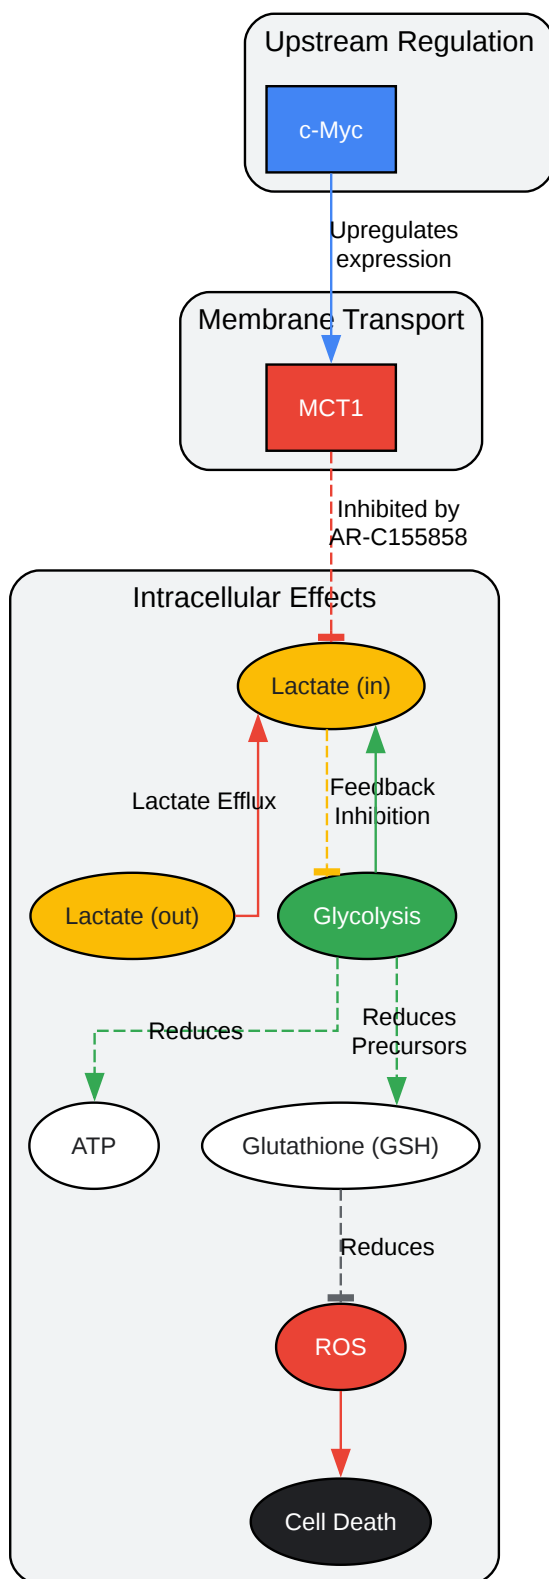 Upstream Regulation
c-Myc
Upregulates
expression
Membrane Transport
MCT1
Inhibited by
AR-C155858
Intracellular Effects
Lactate (in)
Lactate Efflux
Feedback
Inhibition
Lactate (out)
Glycolysis
Reduces
Reduces
Precursors
ATP
Glutathione (GSH)
Reduces
ROS
Cell Death